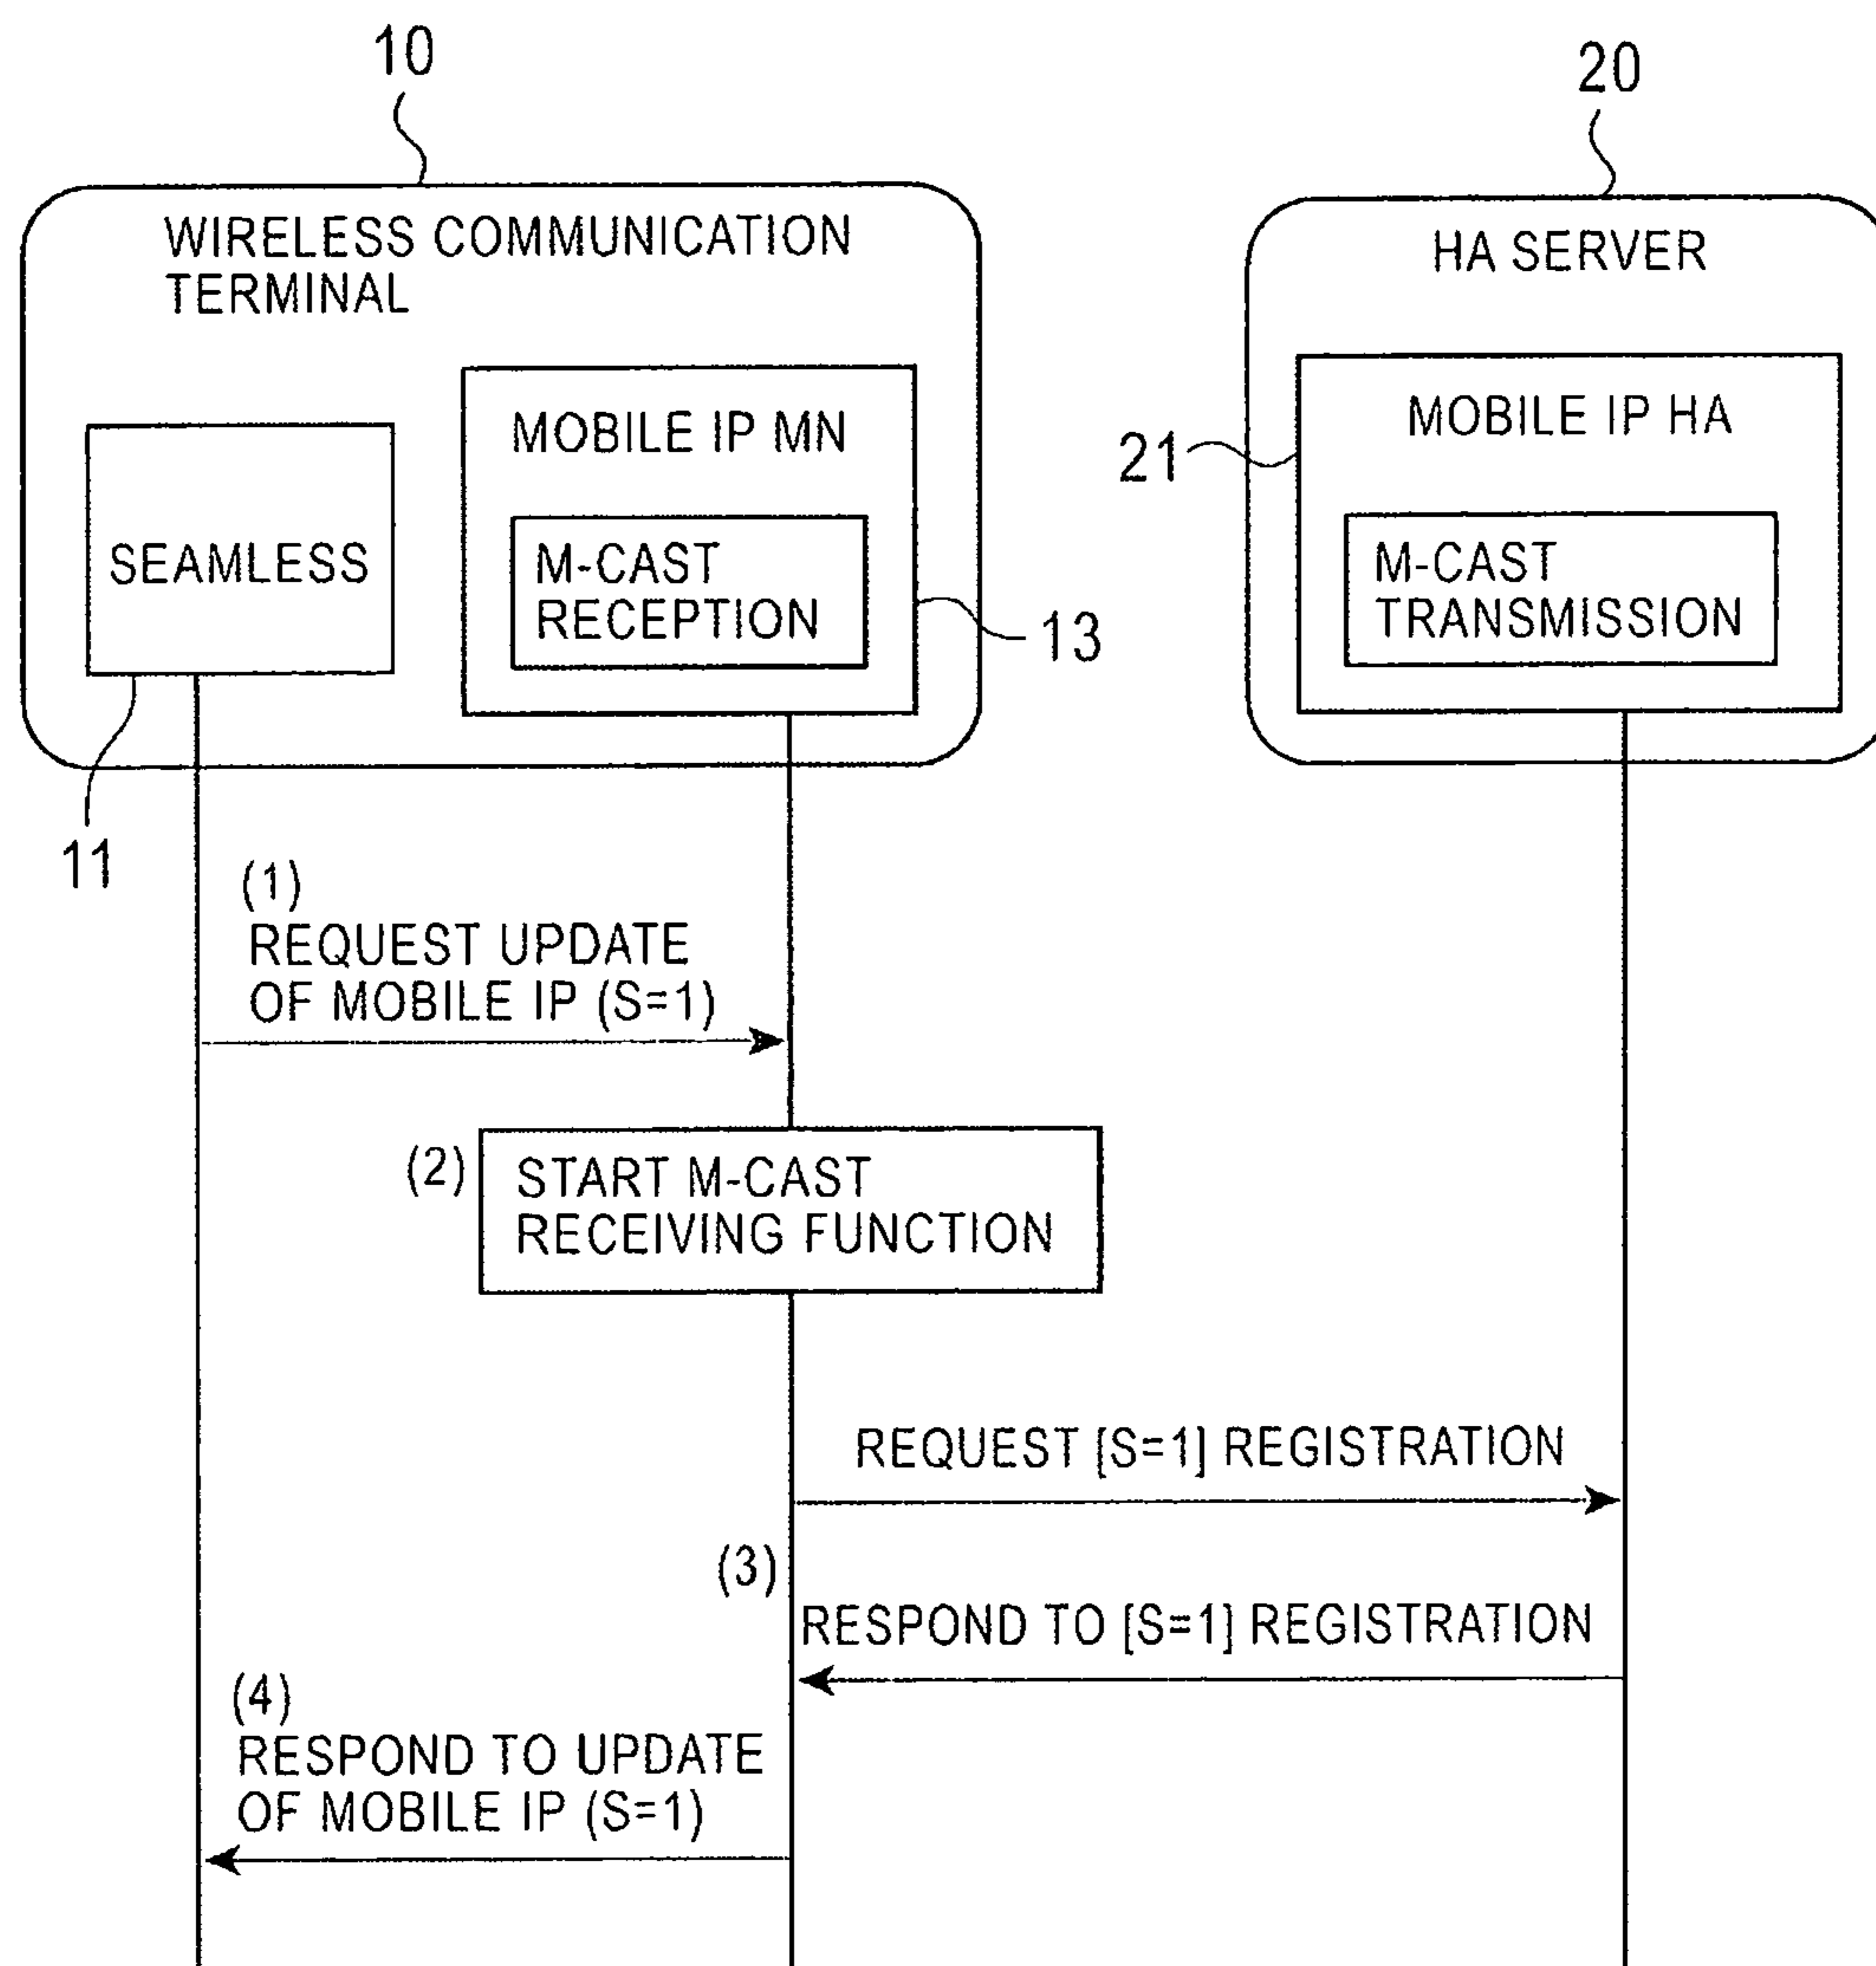 10
20
WIRELESS COMMUNICATION
TERMINAL
HA SERVER
MOBILE IP MN
MOBILE IP HA
21
SEAMLESS
M-CAST
RECEPTION
M-CAST
TRANSMISSION
13
11
(1)
REQUEST UPDATE
OF MOBILE IP (S=1)
(2)
START M-CAST
RECEIVING FUNCTION
REQUEST [S=1] REGISTRATION
(3)
RESPOND TO [S=1] REGISTRATION
(4)
RESPOND TO UPDATE
OF MOBILE IP (S=1)